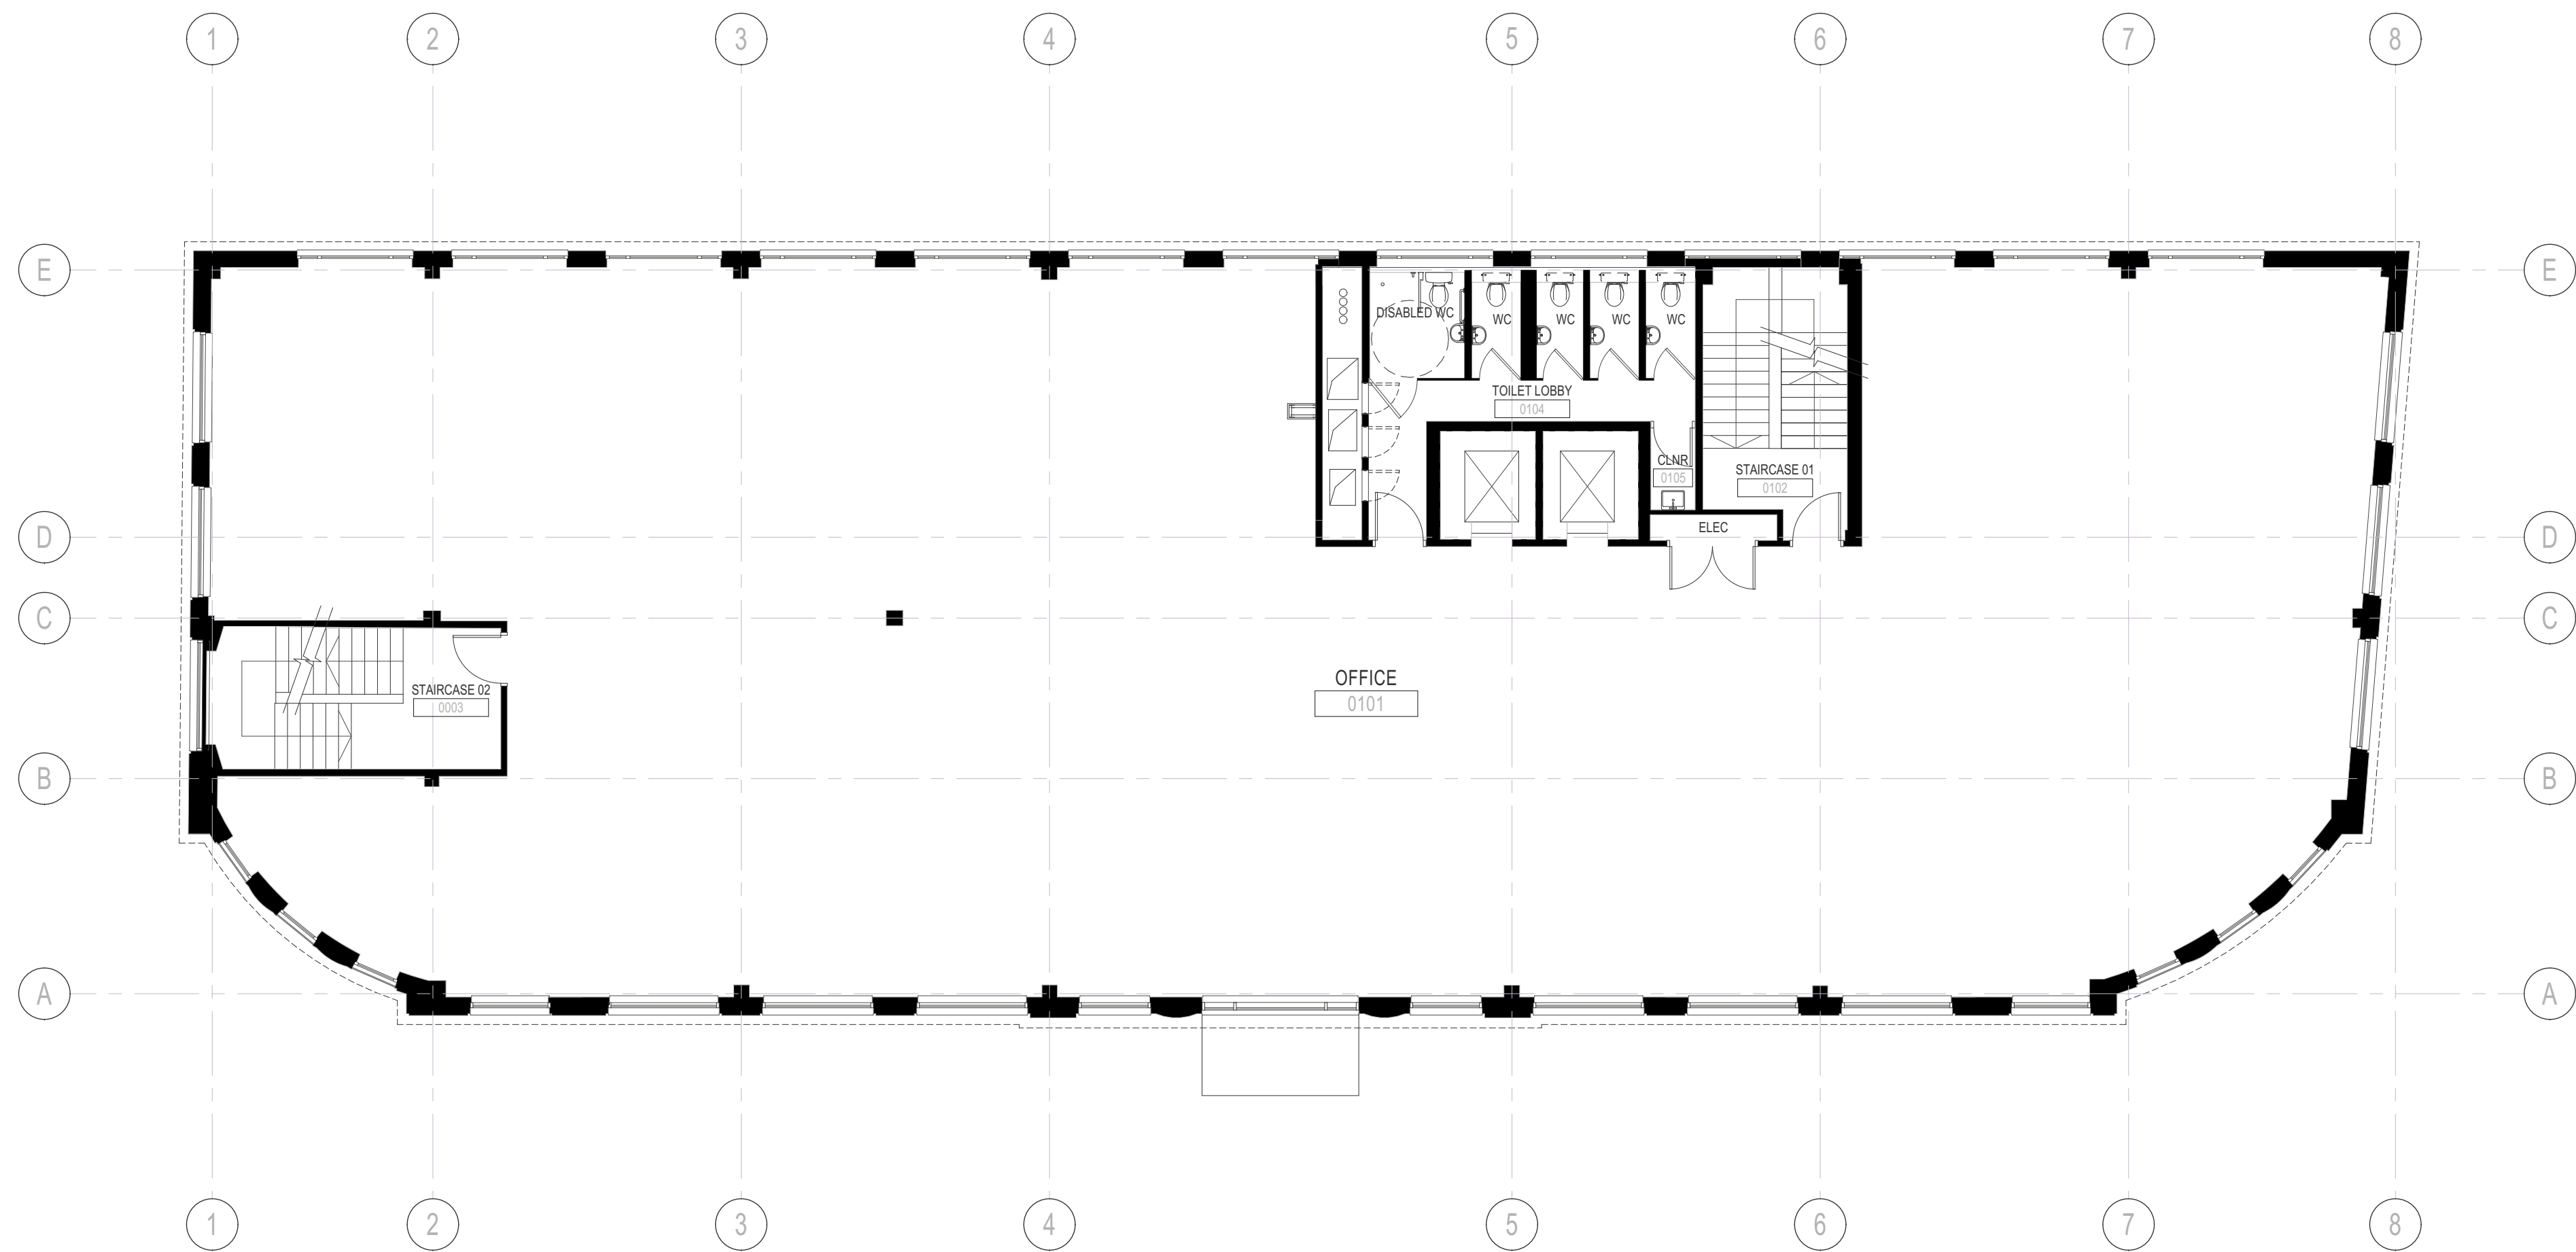 1 2 3 4 5 6 7 8
E E
DISABLED WC WC WC WC WC
TOILET LOBBY
0104
CLNR
0105
STAIRCASE 01
0102
ELEC
D D
C C
OFFICE
0101
STAIRCASE 02
0003
B B
A A
1 2 3 4 5 6 7 8